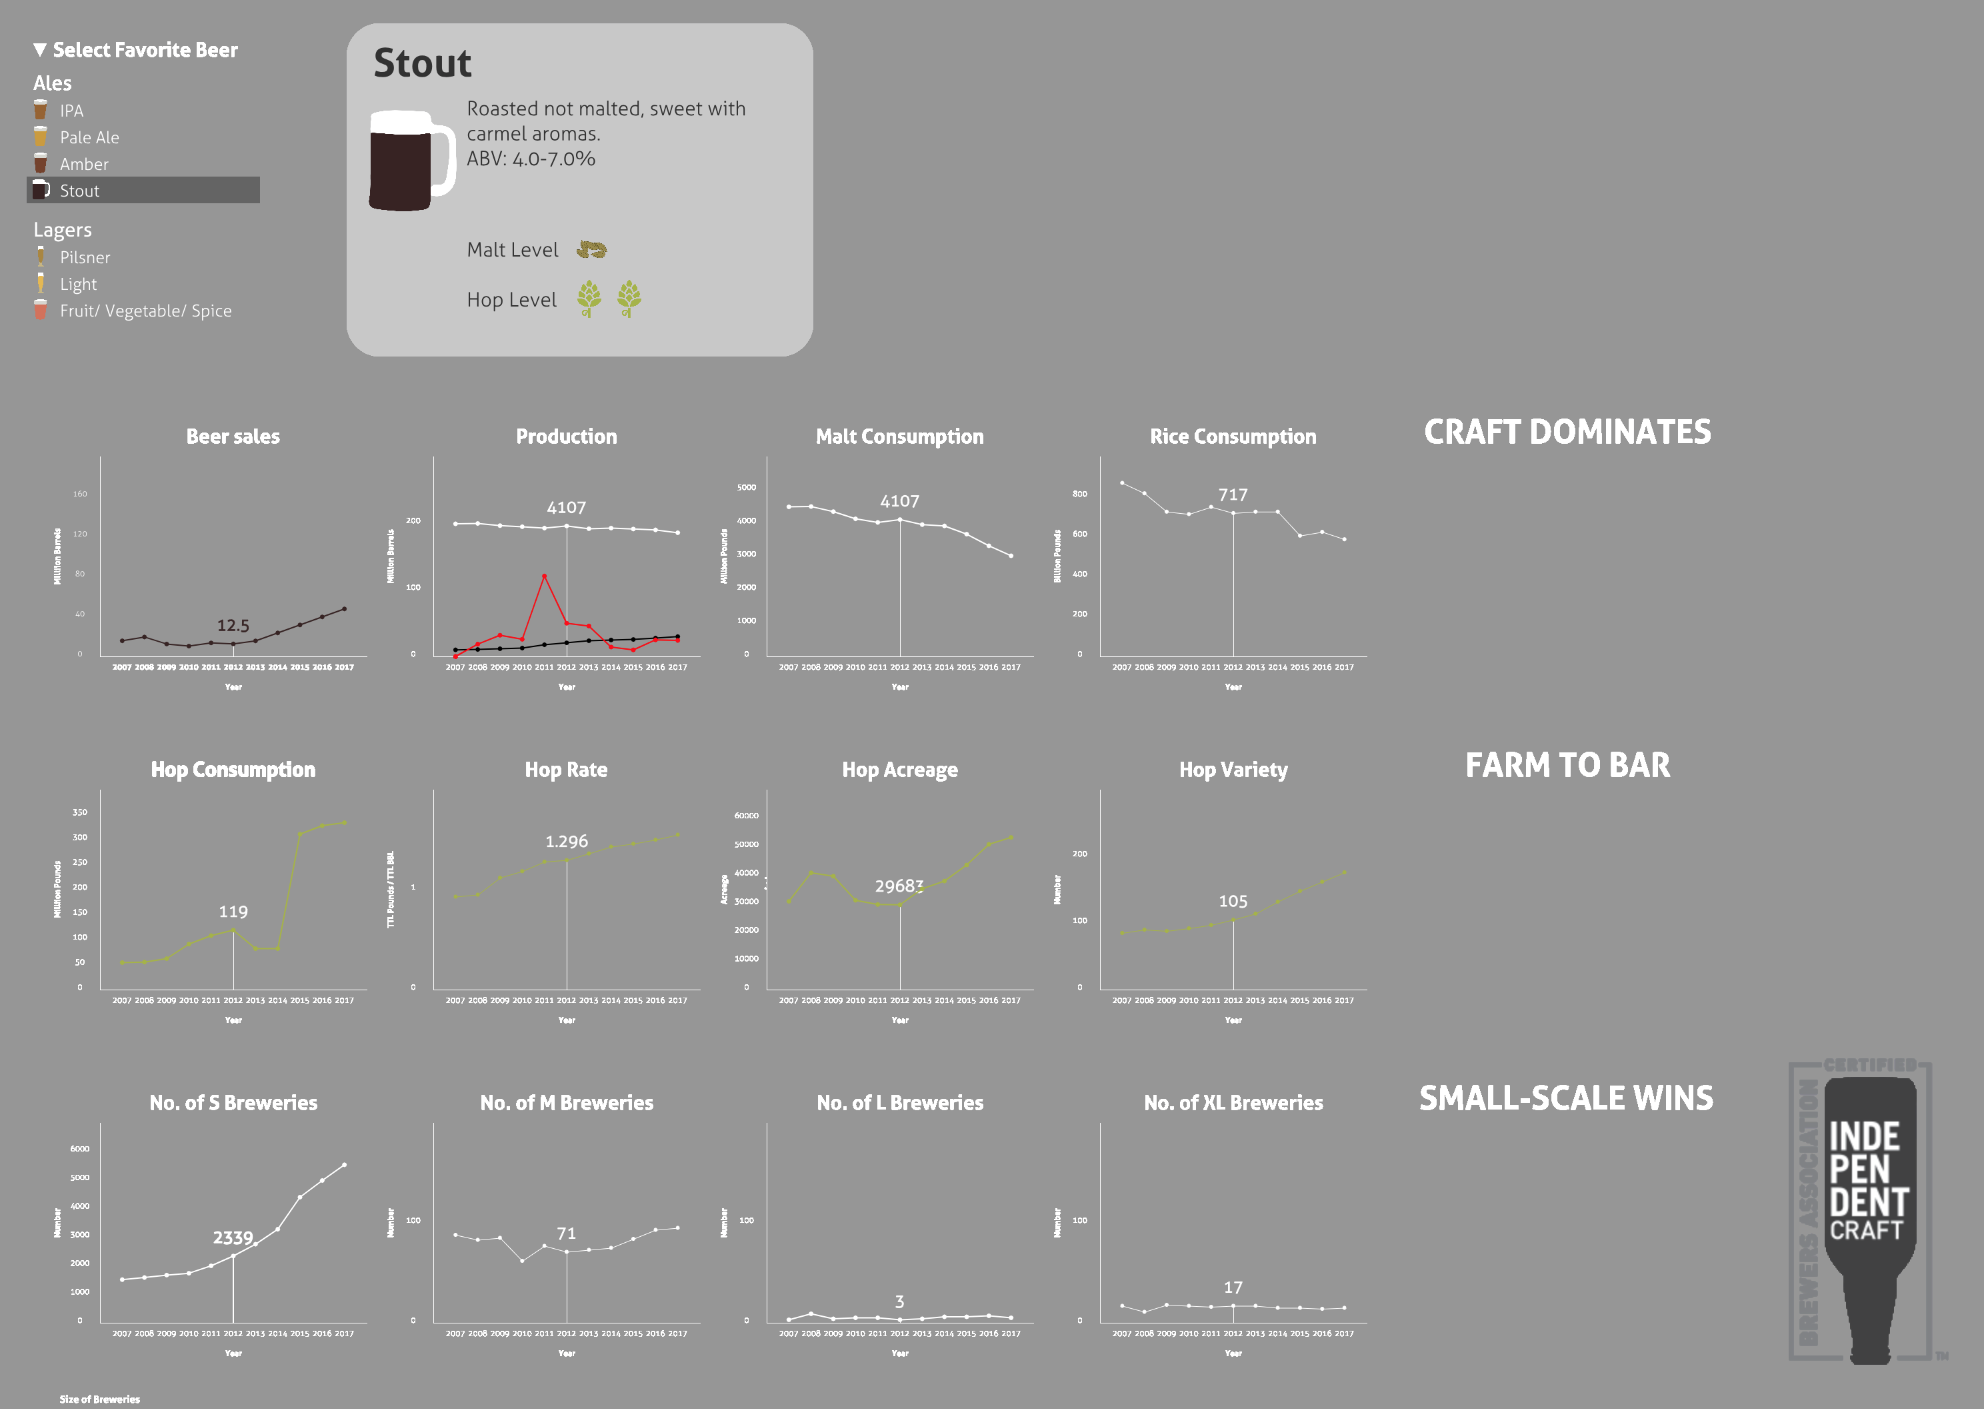 ▼ Select Favorite Beer
Ales
IPA
Pale Ale
Amber
Stout
Lagers
Pilsner
Light
Fruit/ Vegetable/ Spice
Stout
Roasted not malted, sweet with
carmel aromas.
ABV: 4.0-7.0%
Malt Level
Hop Level
Beer sales
Million Barrels
160
120
80
40
0
12.5
2007 2008 2009 2010 2011 2012 2013 2014 2015 2016 2017
Year
Production
Million Barrels
200
100
0
4107
2007 2008 2009 2010 2011 2012 2013 2014 2015 2016 2017
Year
Malt Consumption
Million Pounds
5000
4000
3000
2000
1000
0
4107
2007 2008 2009 2010 2011 2012 2013 2014 2015 2016 2017
Year
Rice Consumption
Billion Pounds
800
600
400
200
0
717
2007 2008 2009 2010 2011 2012 2013 2014 2015 2016 2017
Year
CRAFT DOMINATES
Hop Consumption
Million Pounds
350
300
250
200
150
100
50
0
119
2007 2008 2009 2010 2011 2012 2013 2014 2015 2016 2017
Year
Hop Rate
TTL Pounds / TTL BBL
1
0
1.296
2007 2008 2009 2010 2011 2012 2013 2014 2015 2016 2017
Year
Hop Acreage
Acreage
60000
50000
40000
30000
20000
10000
0
29683
2007 2008 2009 2010 2011 2012 2013 2014 2015 2016 2017
Year
Hop Variety
Number
200
100
0
105
2007 2008 2009 2010 2011 2012 2013 2014 2015 2016 2017
Year
FARM TO BAR
No. of S Breweries
Number
6000
5000
4000
3000
2000
1000
0
2339
2007 2008 2009 2010 2011 2012 2013 2014 2015 2016 2017
Year
No. of M Breweries
Number
100
0
71
2007 2008 2009 2010 2011 2012 2013 2014 2015 2016 2017
Year
No. of L Breweries
Number
100
0
3
2007 2008 2009 2010 2011 2012 2013 2014 2015 2016 2017
Year
No. of XL Breweries
Number
100
0
17
2007 2008 2009 2010 2011 2012 2013 2014 2015 2016 2017
Year
SMALL-SCALE WINS
CERTIFIED
BREWERS ASSOCIATION
INDE
PEN
DENT
CRAFT
TM
Size of Breweries